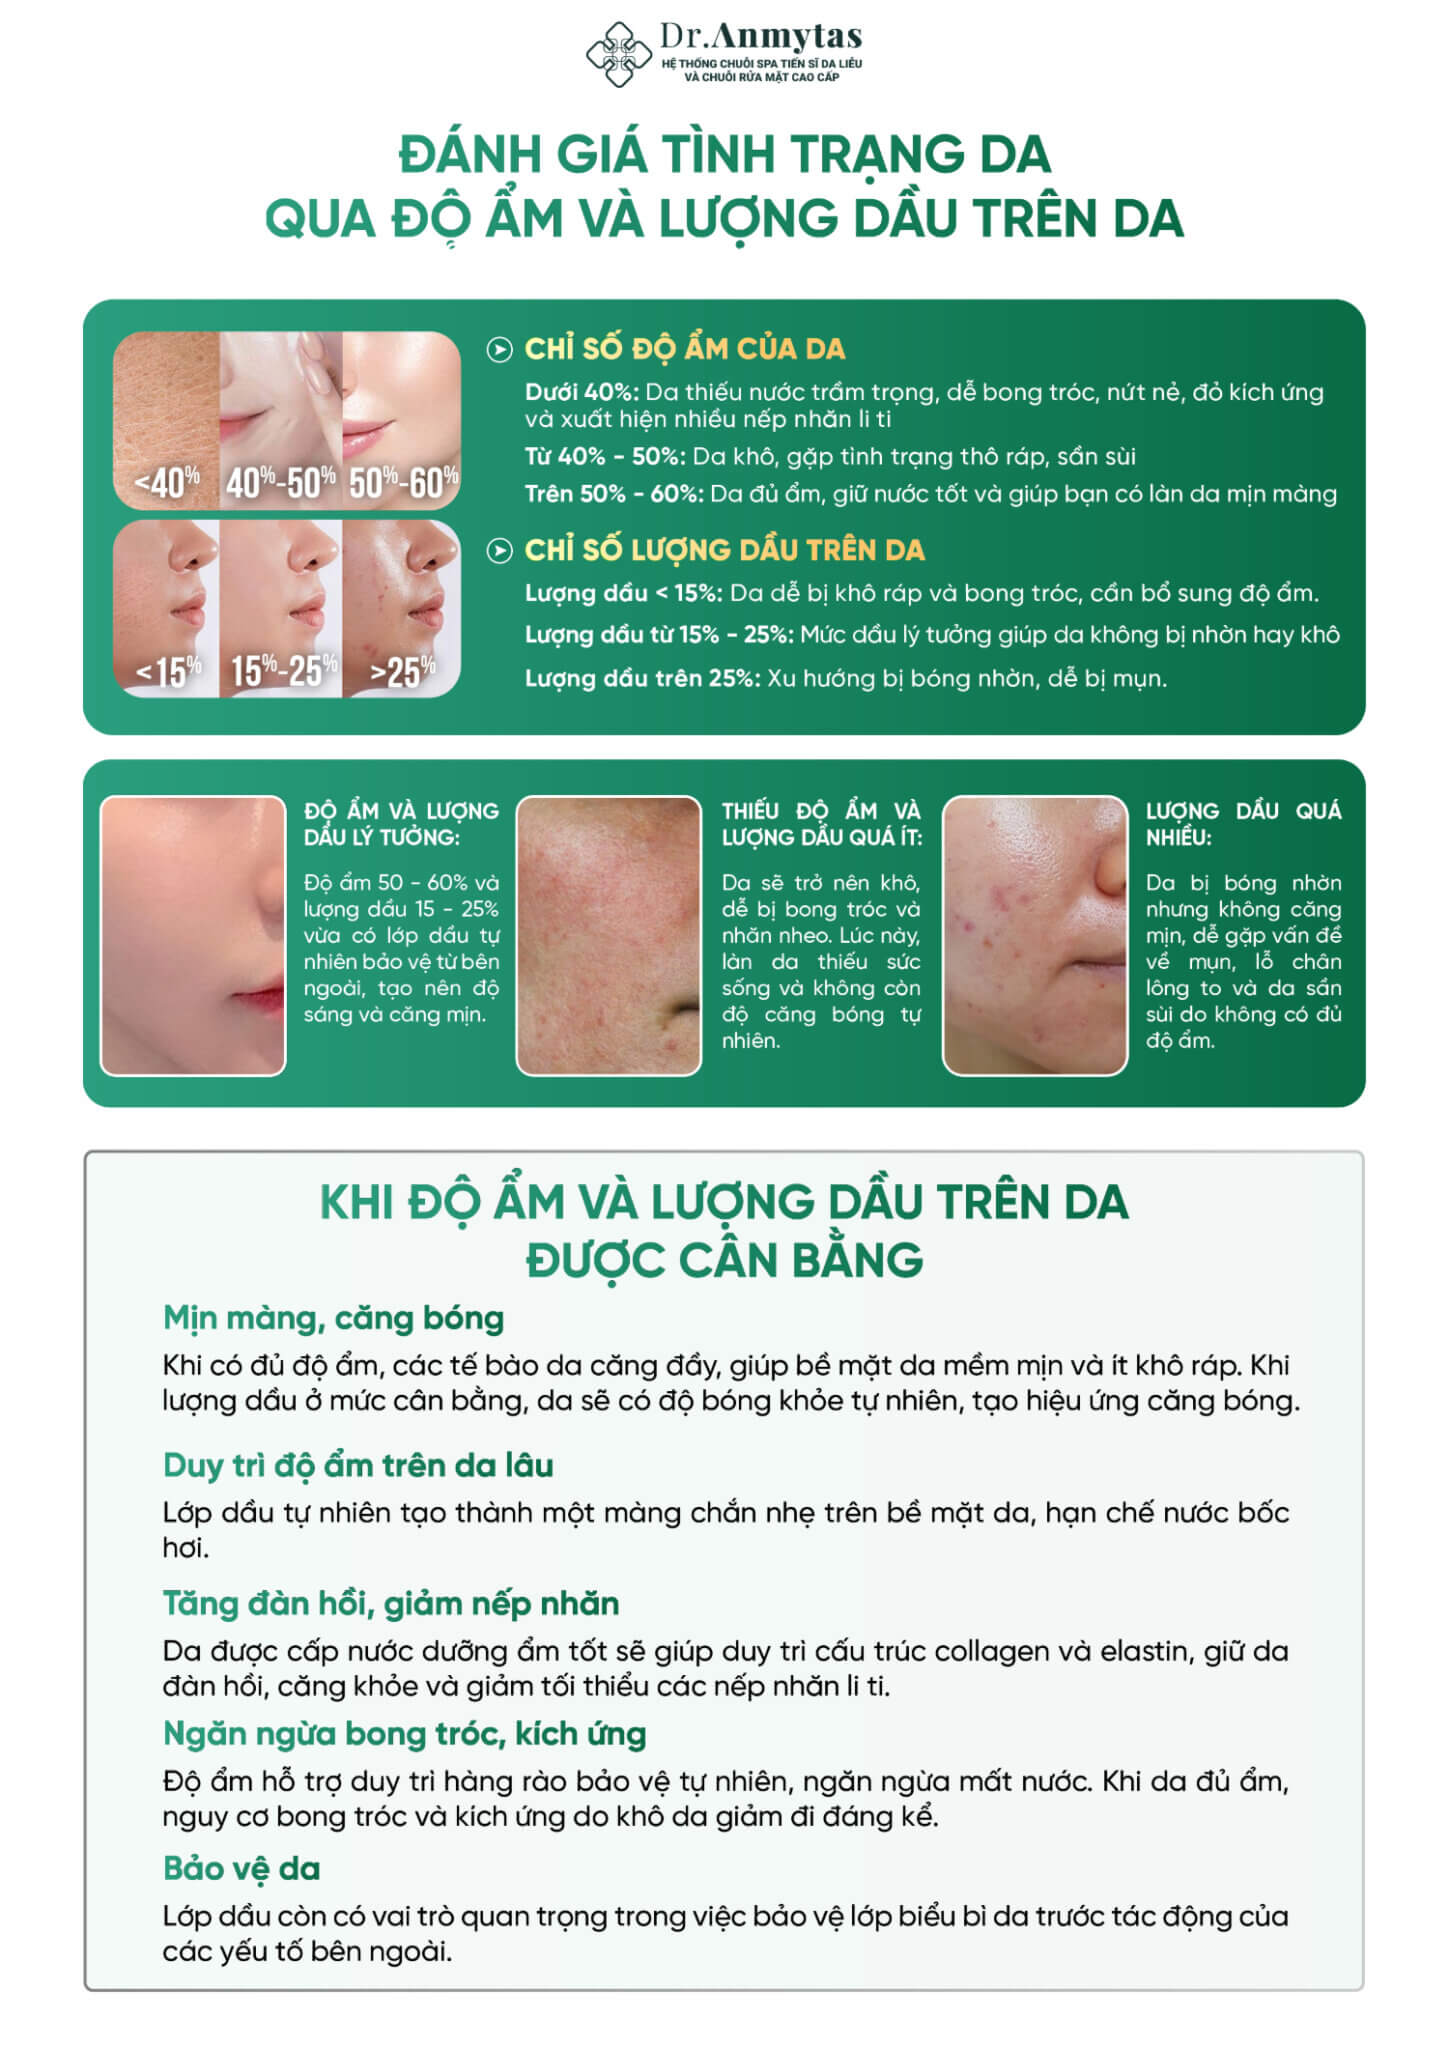 Dr.Anmytas
HỆ THỐNG CHUỖI SPA TIẾN SĨ DA LIỄU
VÀ CHUỖI RỬA MẶT CAO CẤP
ĐÁNH GIÁ TÌNH TRẠNG DA
QUA ĐỘ ẨM VÀ LƯỢNG DẦU TRÊN DA
<40%
40%-50%
50%-60%
CHỈ SỐ ĐỘ ẨM CỦA DA
Dưới 40%: Da thiếu nước trầm trọng, dễ bong tróc, nứt nẻ, đỏ kích ứng
và xuất hiện nhiều nếp nhăn li ti
Từ 40% - 50%: Da khô, gặp tình trạng thô ráp, sần sùi
Trên 50% - 60%: Da đủ ẩm, giữ nước tốt và giúp bạn có làn da mịn màng
<15%
15%-25%
>25%
CHỈ SỐ LƯỢNG DẦU TRÊN DA
Lượng dầu < 15%: Da dễ bị khô ráp và bong tróc, cần bổ sung độ ẩm.
Lượng dầu từ 15% - 25%: Mức dầu lý tưởng giúp da không bị nhờn hay khô
Lượng dầu trên 25%: Xu hướng bị bóng nhờn, dễ bị mụn.
ĐỘ ẨM VÀ LƯỢNG
DẦU LÝ TƯỞNG:
Độ ẩm 50 - 60% và
lượng dầu 15 - 25%
vừa có lớp dầu tự
nhiên bảo vệ từ bên
ngoài, tạo nên độ
sáng và căng mịn.
THIẾU ĐỘ ẨM VÀ
LƯỢNG DẦU QUÁ ÍT:
Da sẽ trở nên khô,
dễ bị bong tróc và
nhăn nheo. Lúc này,
làn da thiếu sức
sống và không còn
độ căng bóng tự
nhiên.
LƯỢNG DẦU QUÁ
NHIỀU:
Da bị bóng nhờn
nhưng không căng
mịn, dễ gặp vấn đề
về mụn, lỗ chân
lông to và da sần
sùi do không có đủ
độ ẩm.
KHI ĐỘ ẨM VÀ LƯỢNG DẦU TRÊN DA
ĐƯỢC CÂN BẰNG
Mịn màng, căng bóng
Khi có đủ độ ẩm, các tế bào da căng đầy, giúp bề mặt da mềm mịn và ít khô ráp. Khi
lượng dầu ở mức cân bằng, da sẽ có độ bóng khỏe tự nhiên, tạo hiệu ứng căng bóng.
Duy trì độ ẩm trên da lâu
Lớp dầu tự nhiên tạo thành một màng chắn nhẹ trên bề mặt da, hạn chế nước bốc
hơi.
Tăng đàn hồi, giảm nếp nhăn
Da được cấp nước dưỡng ẩm tốt sẽ giúp duy trì cấu trúc collagen và elastin, giữ da
đàn hồi, căng khỏe và giảm tối thiểu các nếp nhăn li ti.
Ngăn ngừa bong tróc, kích ứng
Độ ẩm hỗ trợ duy trì hàng rào bảo vệ tự nhiên, ngăn ngừa mất nước. Khi da đủ ẩm,
nguy cơ bong tróc và kích ứng do khô da giảm đi đáng kể.
Bảo vệ da
Lớp dầu còn có vai trò quan trọng trong việc bảo vệ lớp biểu bì da trước tác động của
các yếu tố bên ngoài.